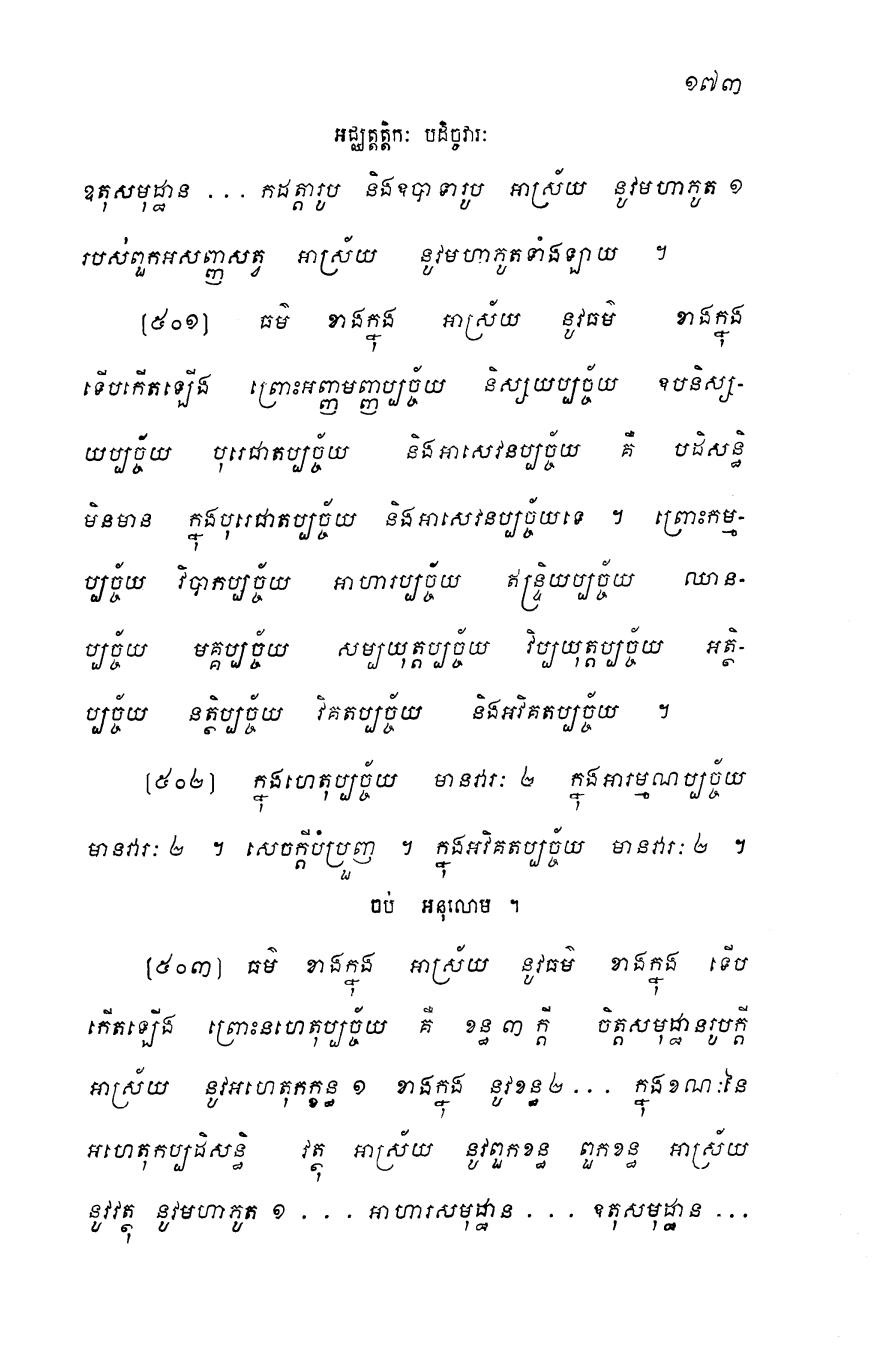 ១៧៣
អជ្ឈត្តត្តិកៈ បដិច្ចវារៈ
ឧតុសមុដ្ឋាន ... កដត្តារូប និងឧបាទារូប អាស្រ័យ នូវមហាភូត ១
របស់ពួកអសញ្ញសត្វ អាស្រ័យ នូវមហាភូតទាំងឡាយ ។
[៥០១] ធម៌ ខាងក្នុង អាស្រ័យ នូវធម៌ ខាងក្នុង
ទើបកើតឡើង ព្រោះអញ្ញមញ្ញប្បច្ច័យ និស្សយប្បច្ច័យ ឧបនិស្ស-
យប្បច្ច័យ បុរេជាតប្បច្ច័យ និងអាសេវនប្បច្ច័យ គឺ បដិសន្ធិ
មិនមាន ក្នុងបុរេជាតប្បច្ច័យ និងអាសេវនប្បច្ច័យទេ ។ ព្រោះកម្ម-
ប្បច្ច័យ វិបាកប្បច្ច័យ អាហារប្បច្ច័យ ឥន្ទ្រិយប្បច្ច័យ ឈាន-
ប្បច្ច័យ មគ្គប្បច្ច័យ សម្បយុត្តប្បច្ច័យ វិប្បយុត្តប្បច្ច័យ អត្ថិ-
ប្បច្ច័យ នត្ថិប្បច្ច័យ វិគតប្បច្ច័យ និងអវិគតប្បច្ច័យ ។
[៥០២] ក្នុងហេតុប្បច្ច័យ មានវារៈ ២ ក្នុងអារម្មណប្បច្ច័យ
មានវារៈ ២ ។ សេចក្តីបំប្រួញ ។ ក្នុងអវិគតប្បច្ច័យ មានវារៈ ២ ។
ចប់ អនុលោម ។
[៥០៣] ធម៌ ខាងក្នុង អាស្រ័យ នូវធម៌ ខាងក្នុង ទើប
កើតឡើង ព្រោះនហេតុប្បច្ច័យ គឺ ខន្ធ ៣ ក្តី ចិត្តសមុដ្ឋានរូបក្តី
អាស្រ័យ នូវអហេតុកក្ខន្ធ ១ ខាងក្នុង នូវខន្ធ ២ ... ក្នុងខណៈនៃ
អហេតុកប្បដិសន្ធិ វត្ថុ អាស្រ័យ នូវពួកខន្ធ ពួកខន្ធ អាស្រ័យ
នូវវត្ថុ នូវមហាភូត ១ ... អាហារសមុដ្ឋាន ... ឧតុសមុដ្ឋាន ...